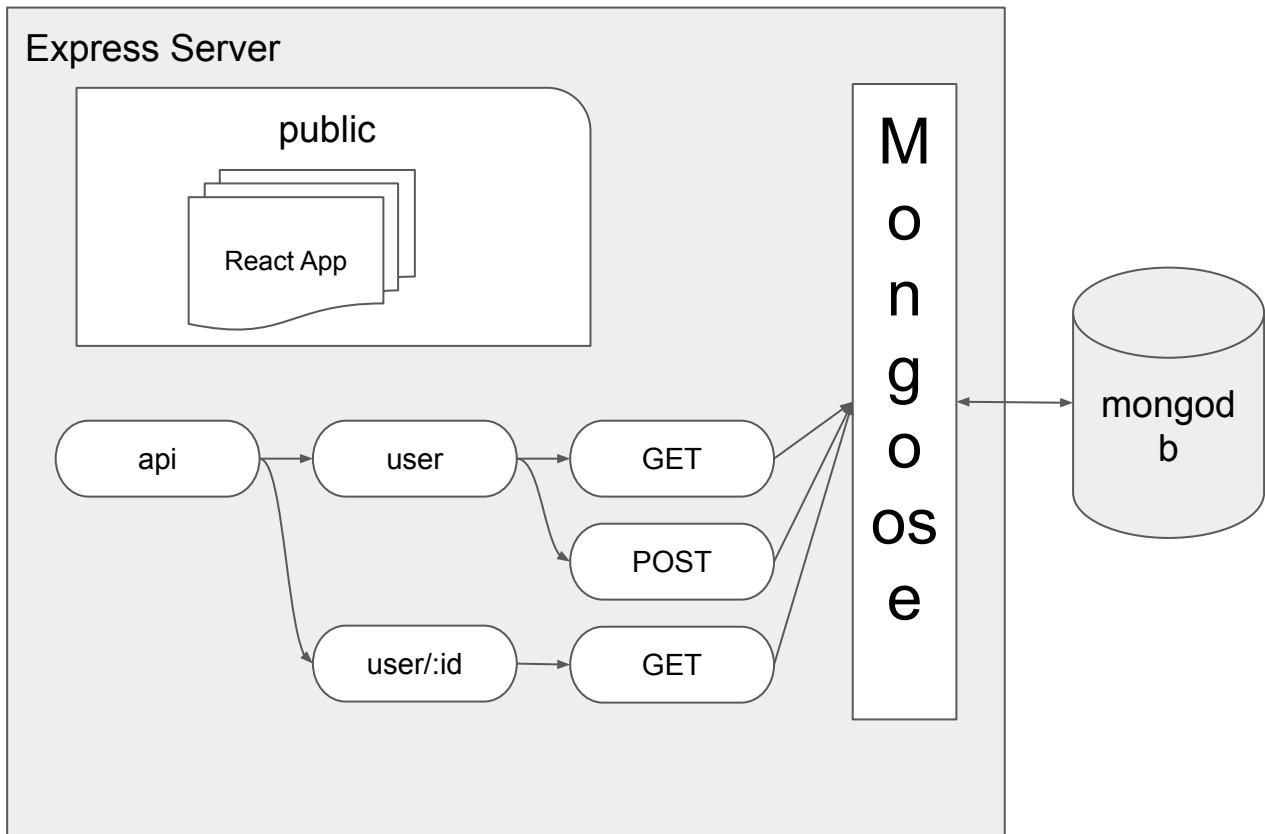 Express Server
public
React App
M
o
n
g
o
os
e
mongod
b
api
user
GET
POST
user/:id
GET